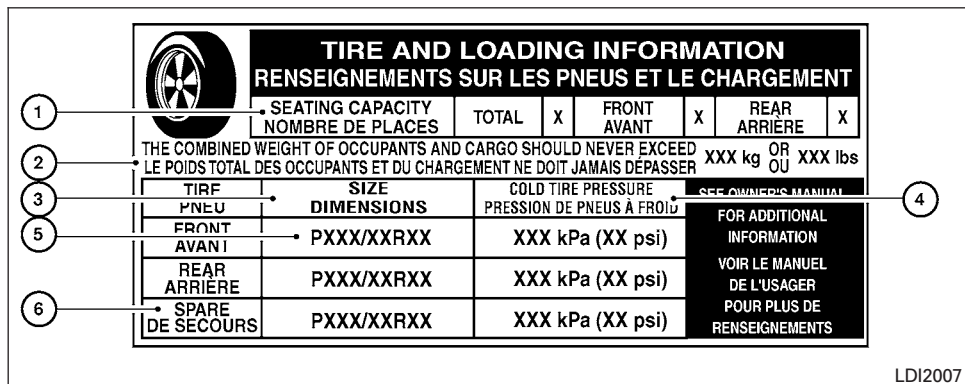 TIRE AND LOADING INFORMATION
RENSEIGNEMENTS SUR LES PNEUS ET LE CHARGEMENT
1
SEATING CAPACITY
NOMBRE DE PLACES
TOTAL
X
FRONT
AVANT
X
REAR
ARRIÈRE
X
2
THE COMBINED WEIGHT OF OCCUPANTS AND CARGO SHOULD NEVER EXCEED
LE POIDS TOTAL DES OCCUPANTS ET DU CHARGEMENT NE DOIT JAMAIS DÉPASSER
XXX kg OR XXX lbs
OU
3
TIRE
PNEU
SIZE
DIMENSIONS
COLD TIRE PRESSURE
PRESSION DE PNEUS À FROID
4
5
FRONT
AVANT
PXXX/XXRXX
XXX kPa (XX psi)
REAR
ARRIÈRE
PXXX/XXRXX
XXX kPa (XX psi)
6
SPARE
DE SECOURS
PXXX/XXRXX
XXX kPa (XX psi)
SEE OWNER'S MANUAL
FOR ADDITIONAL
INFORMATION
VOIR LE MANUEL
DE L'USAGER
POUR PLUS DE
RENSEIGNEMENTS
LDI2007